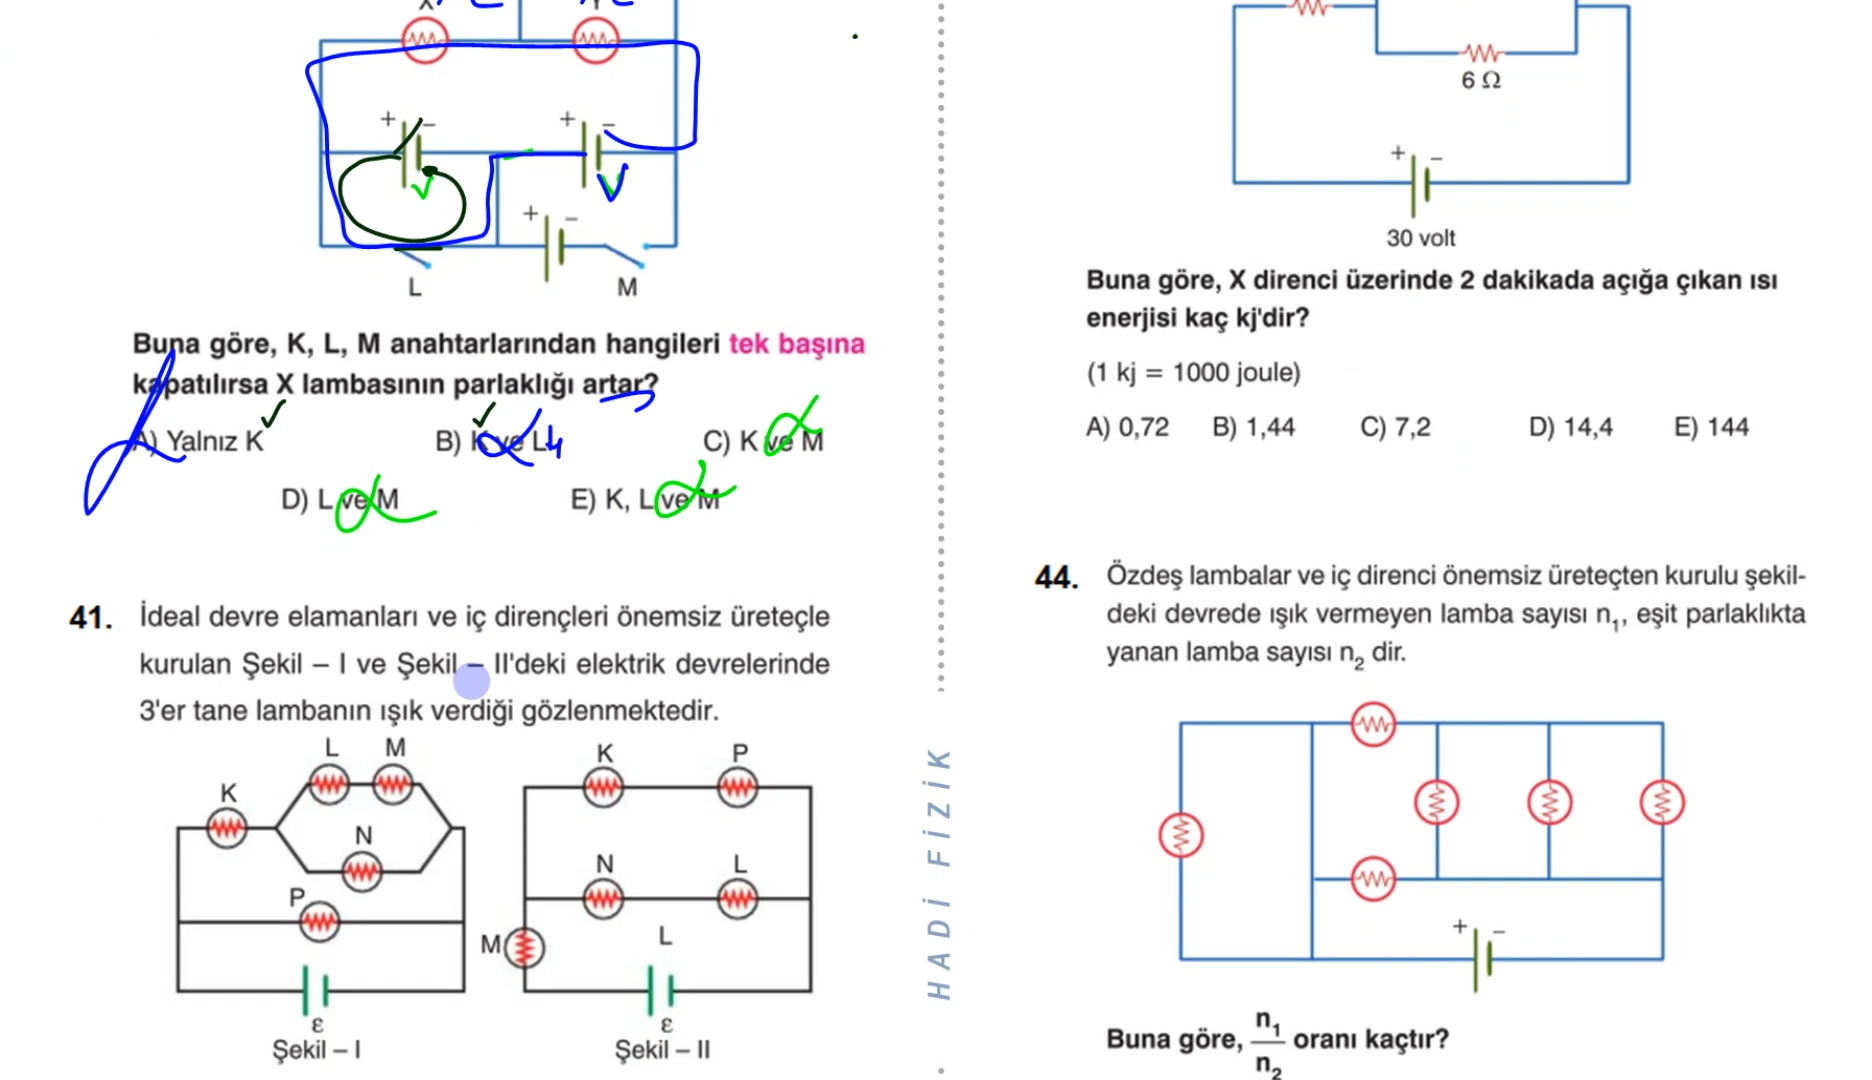 X
Y
+
–
+
–
+
–
L
M
Buna göre, K, L, M anahtarlarından hangileri tek başına
kapatılırsa X lambasının parlaklığı artar?
A) Yalnız K
B) K ve L
C) K ve M
D) L ve M
E) K, L ve M
41. İdeal devre elamanları ve iç dirençleri önemsiz üreteçle
kurulan Şekil – I ve Şekil – II'deki elektrik devrelerinde
3'er tane lambanın ışık verdiği gözlenmektedir.
L M
K
N
P
ε
Şekil – I
K P
N L
M
L
ε
Şekil – II
HADİ FİZİK
6 Ω
+
–
30 volt
Buna göre, X direnci üzerinde 2 dakikada açığa çıkan ısı
enerjisi kaç kj'dir?
(1 kj = 1000 joule)
A) 0,72 B) 1,44 C) 7,2 D) 14,4 E) 144
44. Özdeş lambalar ve iç direnci önemsiz üreteçten kurulu şekil-
deki devrede ışık vermeyen lamba sayısı n₁, eşit parlaklıkta
yanan lamba sayısı n₂ dir.
+
–
Buna göre, n₁/n₂ oranı kaçtır?